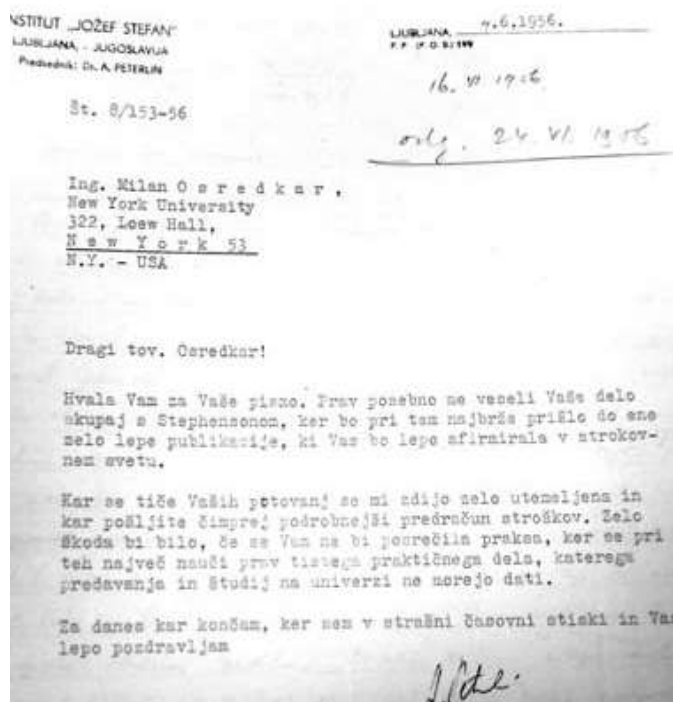 INSTITUT „JOŽEF STEFAN"
LJUBLJANA, - JUGOSLAVIJA
Predsednik: Dr. A. PETERLIN
LJUBLJANA, 7.6.1956.
P. P. (P. O. B.) 199
16. VI 1956
Št. 8/153-56
odg. 24. VI. 1956
Ing. Milan O s r e d k a r ,
New York University
322, Loew Hall,
N e w Y o r k 53
N.Y. - USA
Dragi tov. Osredkar!
Hvala Vam za Vaše pismo. Prav posebno me veseli Vaše delo
skupaj s Stephensonom, ker bo pri tem najbrže prišlo do ene
zelo lepe publikacije, ki Vas bo lepo afirmirala v strokov-
nem svetu.
Kar se tiče Vaših potovanj se mi zdijo zelo utemeljena in
kar pošljite čimprej podrobnejši predračun stroškov. Zelo
škoda bi bilo, če se Vam ne bi posrečila praksa, ker se pri
teh največ nauči prav tistega praktičnega dela, katerega
predavanja in študij na univerzi ne morejo dati.
Za danes kar končam, ker sem v strašni časovni stiski in Vas
lepo pozdravljam